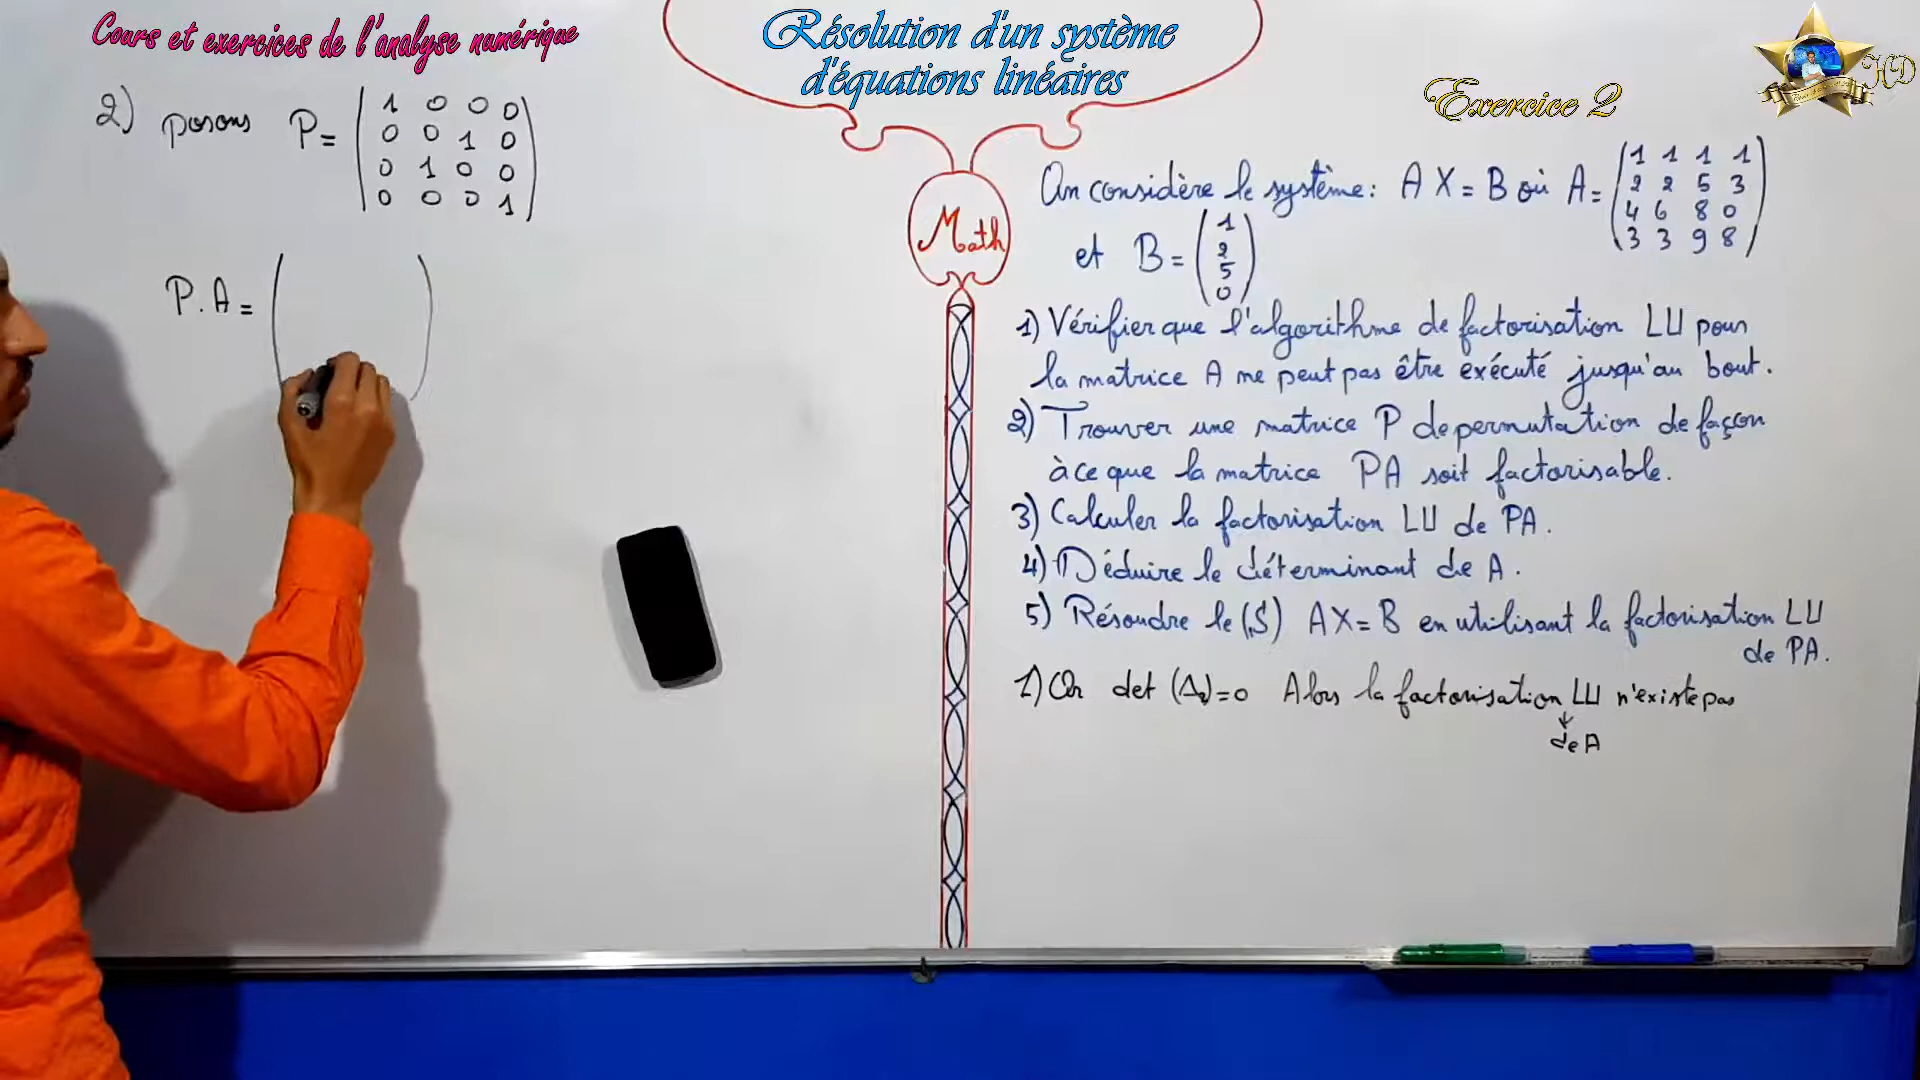 Cours et exercices de l'analyse numérique
Résolution d'un système
d'équations linéaires
HD
Exercice 2
2) posons P= (1 0 0 0
0 0 1 0
0 1 0 0
0 0 0 1)
P.A= ( )
Math
On considère le système: A X = B où A= (1 1 1 1
2 2 5 3
4 6 8 0
3 3 9 8)
et B= (1
2
5
0)
1) Vérifier que l'algorithme de factorisation LU pour
la matrice A ne peut pas être exécuté jusqu'au bout.
2) Trouver une matrice P de permutation de façon
à ce que la matrice PA soit factorisable.
3) Calculer la factorisation LU de PA.
4) Déduire le déterminant de A.
5) Résoudre le (S) AX=B en utilisant la factorisation LU
de PA.
1) On det (Δ2)=0 Alors la factorisation LU n'existe pas
↓
de A